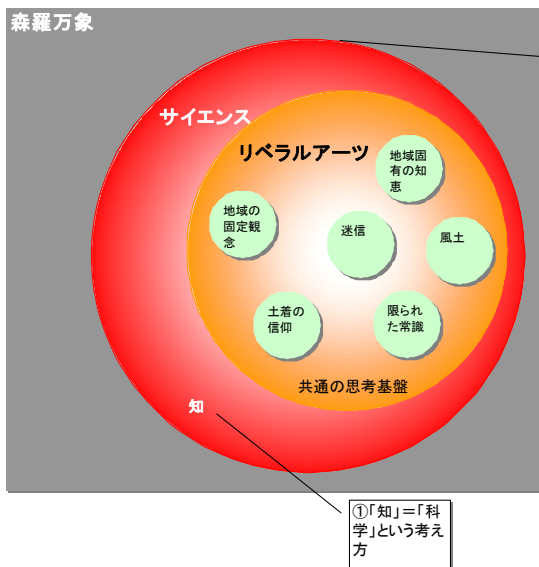 森羅万象
サイエンス
リベラルアーツ
地域固
有の知
恵
地域の
固定観
念
迷信
風土
土着の
信仰
限られ
た常識
共通の思考基盤
知
①「知」＝「科
学」という考え
方